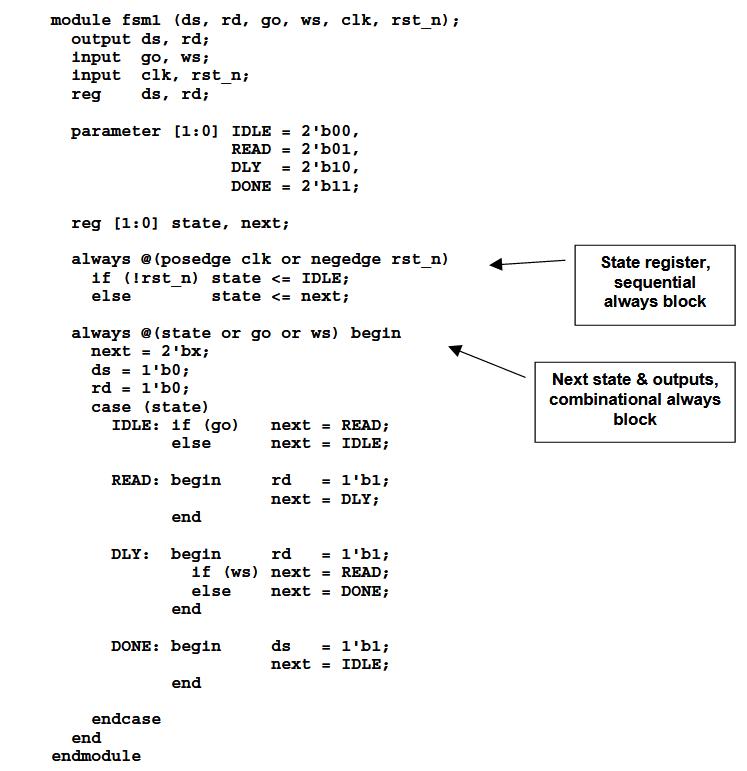 module fsm1 (ds, rd, go, ws, clk, rst_n);
output ds, rd;
input go, ws;
input clk, rst_n;
reg ds, rd;
parameter [1:0] IDLE = 2'b00,
READ = 2'b01,
DLY = 2'b10,
DONE = 2'b11;
reg [1:0] state, next;
always @(posedge clk or negedge rst_n)
if (!rst_n) state <= IDLE;
else state <= next;
State register,
sequential
always block
always @(state or go or ws) begin
next = 2'bx;
ds = 1'b0;
rd = 1'b0;
case (state)
IDLE: if (go) next = READ;
else next = IDLE;
Next state & outputs,
combinational always
block
READ: begin rd = 1'b1;
next = DLY;
end
DLY: begin rd = 1'b1;
if (ws) next = READ;
else next = DONE;
end
DONE: begin ds = 1'b1;
next = IDLE;
end
endcase
end
endmodule